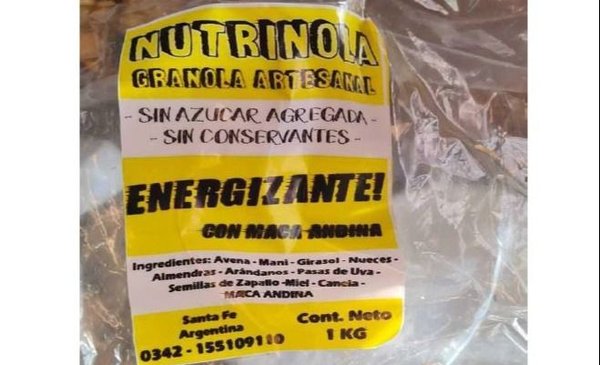 NUTRINOLA
GRANOLA ARTESANAL
- SIN AZUCAR AGREGADA -
- SIN CONSERVANTES -
ENERGIZANTE!
CON MACA ANDINA
Ingredientes: Avena - Mani - Girasol - Nueces -
Almendras - Arándanos - Pasas de Uva -
Semillas de Zapallo -Miel - Canela -
MACA ANDINA
Santa Fe
Argentina
0342 - 155109110
Cont. Neto
1 KG